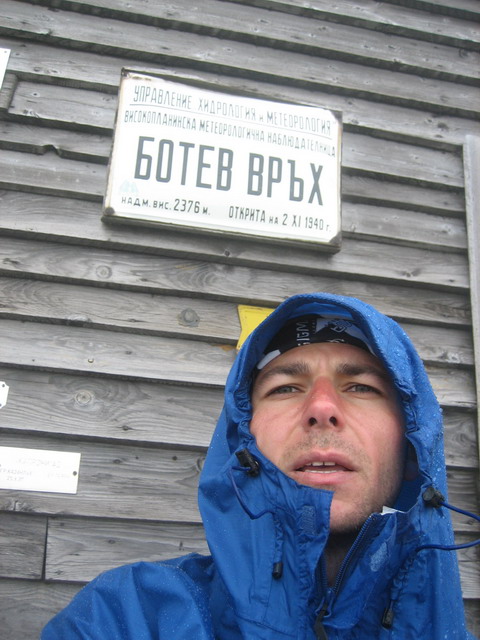 УПРАВЛЕНИЕ ХИДРОЛОГИЯ и МЕТЕОРОЛОГИЯ
ВИСОКОПЛАНИНСКА МЕТЕОРОЛОГИЧНА НАБЛЮДАТЕЛНИЦА
БОТЕВ ВРЪХ
НАДМ. ВИС. 2376 М. ОТКРИТА на 2 XI 1940 г.